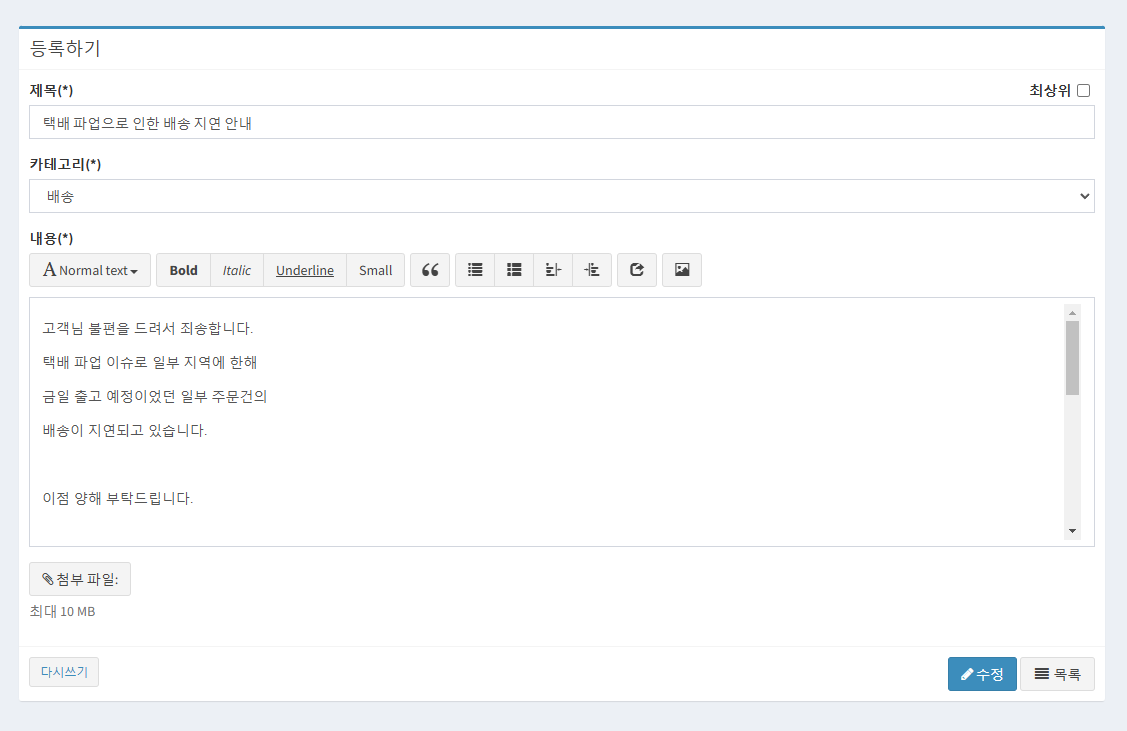 등록하기
제목(*) 최상위
택배 파업으로 인한 배송 지연 안내
카테고리(*)
배송
내용(*)
A Normal text Bold Italic Underline Small
고객님 불편을 드려서 죄송합니다.
택배 파업 이슈로 일부 지역에 한해
금일 출고 예정이었던 일부 주문건의
배송이 지연되고 있습니다.
이점 양해 부탁드립니다.
첨부 파일:
최대 10 MB
다시쓰기 수정 목록